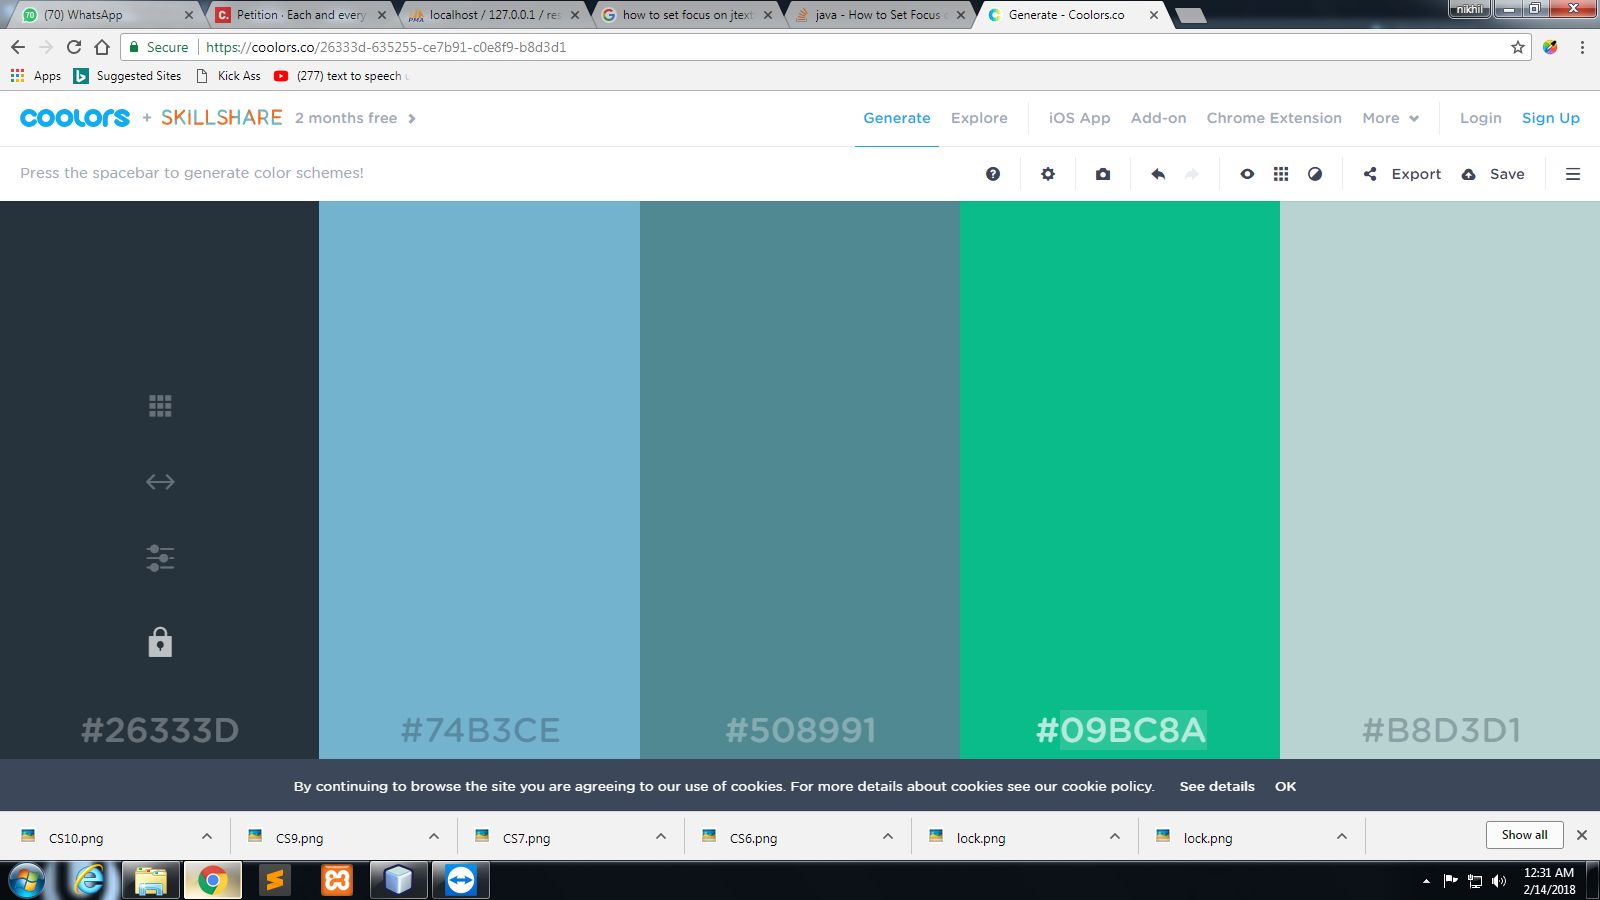 (70) WhatsApp
Petition · Each and every
localhost / 127.0.0.1 / res
how to set focus on jtext
java - How to Set Focus
Generate - Coolors.co
nikhil
Secure
https://coolors.co/26333d-635255-ce7b91-c0e8f9-b8d3d1
Apps
Suggested Sites
Kick Ass
(277) text to speech
COOLORS + SKILLSHARE 2 months free
Generate
Explore
iOS App
Add-on
Chrome Extension
More
Login
Sign Up
Press the spacebar to generate color schemes!
Export
Save
#26333D
#74B3CE
#508991
#09BC8A
#B8D3D1
By continuing to browse the site you are agreeing to our use of cookies. For more details about cookies see our cookie policy.
See details
OK
CS10.png
CS9.png
CS7.png
CS6.png
lock.png
lock.png
Show all
12:31 AM
2/14/2018